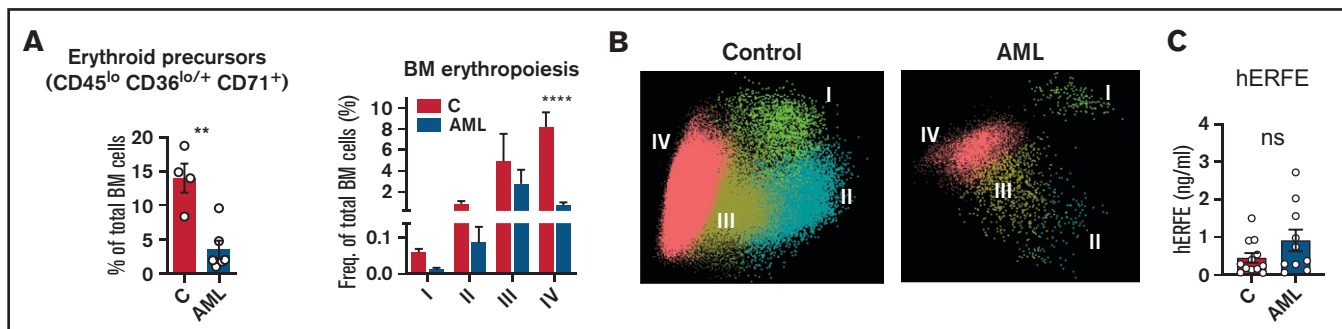 A
Erythroid precursors
(CD45lo CD36lo/+ CD71+)
% of total BM cells
20
15
10
5
0
**
C
AML
BM erythropoiesis
Freq. of total BM cells (%)
10
8
6
4
2
0.1
0.0
C
AML
****
I
II
III
IV
B
Control
I
IV
III
II
AML
I
IV
III
II
C
hERFE
hERFE (ng/ml)
4
3
2
1
0
ns
C
AML